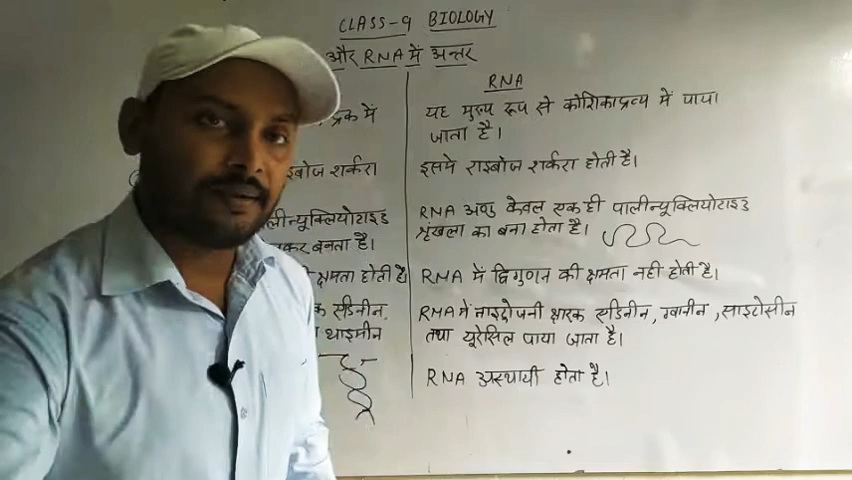 CLASS-9 BIOLOGY
और RNA में अन्तर
RNA
द्रक में
यह मुख्य रूप से कोशिकाद्रव्य में पाया
जाता है।
इबोज शर्करा
इसमे राइबोज शर्करा होती है।
लीन्यूक्लियोटाइड
कर बनता है।
RNA अणु केवल एक ही पालीन्यूक्लियोटाइड
श्रृंखला का बना होता है।
क्षमता होती है
RNA में द्विगुणन की क्षमता नही होती है।
क एडिनीन,
थाइमीन
RNA में नाइट्रोजनी क्षारक एडिनीन, ग्वानीन, साइटोसीन
तथा यूरेसिल पाया जाता है।
RNA अस्थायी होता है।